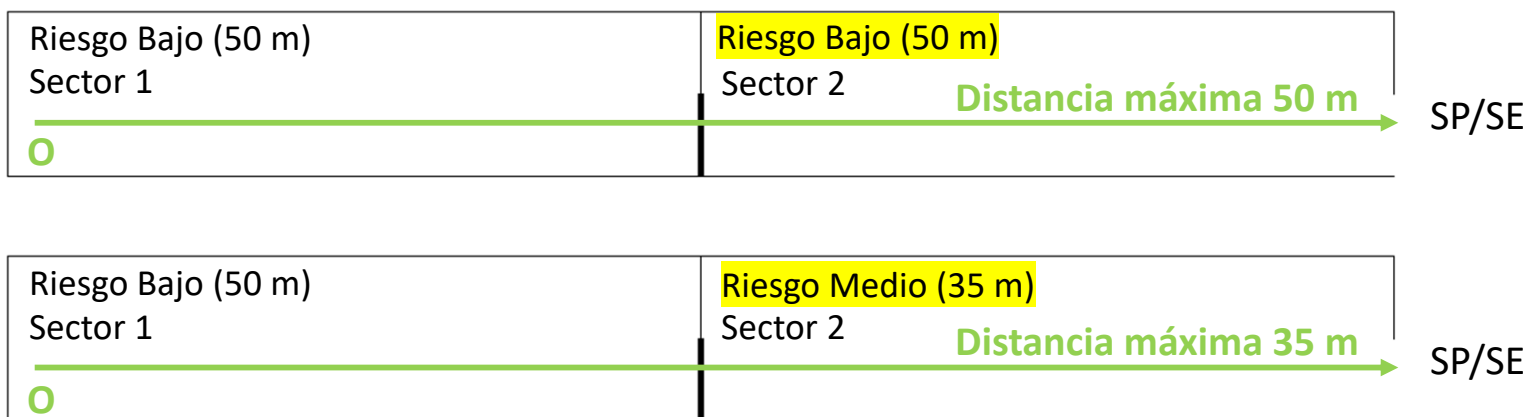 Riesgo Bajo (50 m)
Sector 1
Riesgo Bajo (50 m)
Sector 2
Distancia máxima 50 m
SP/SE
O
Riesgo Bajo (50 m)
Sector 1
Riesgo Medio (35 m)
Sector 2
Distancia máxima 35 m
SP/SE
O